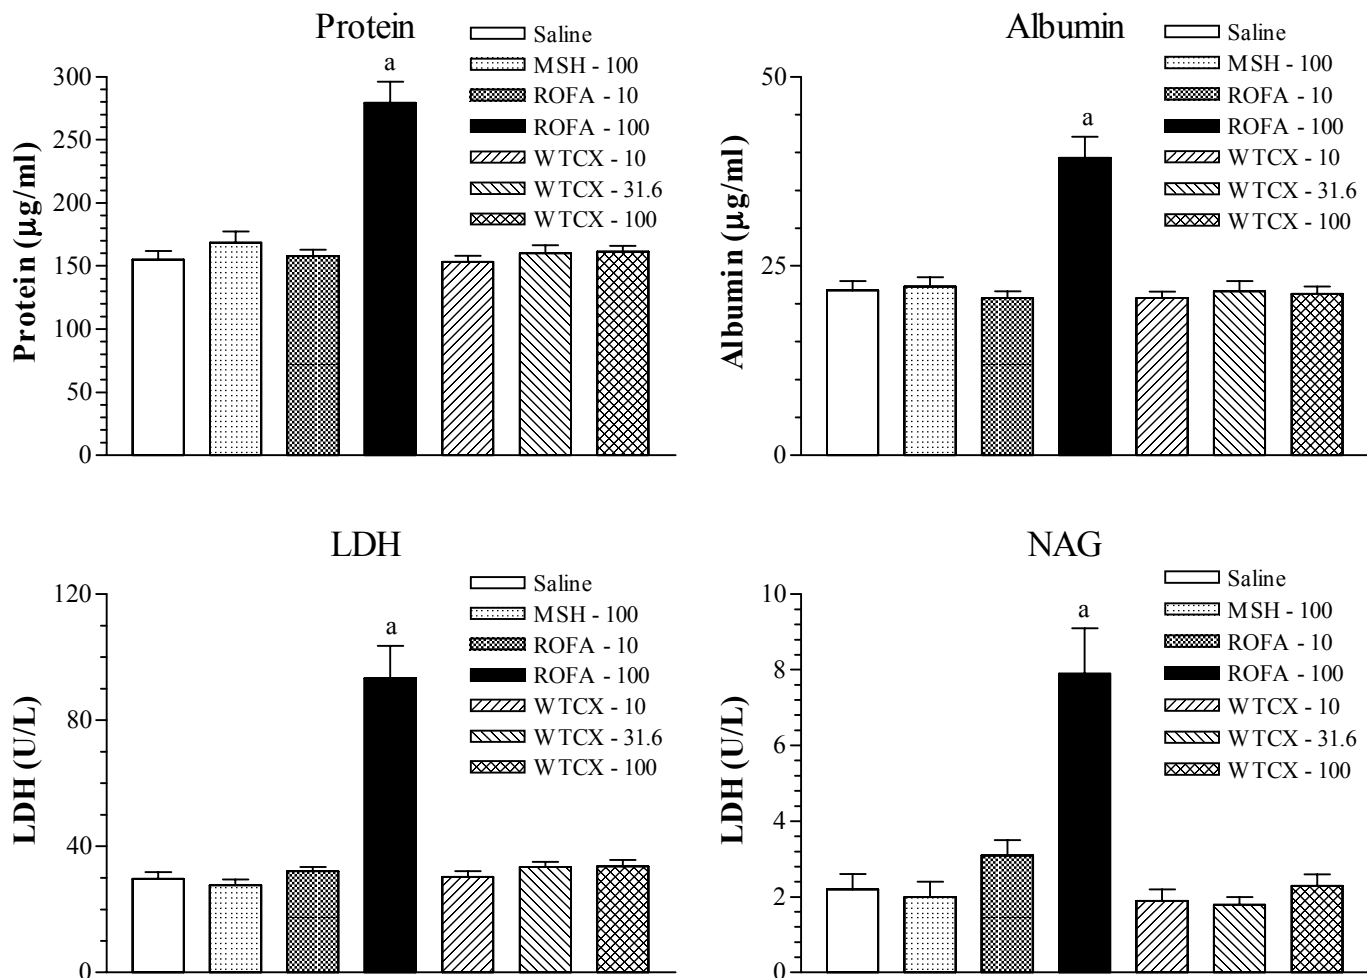 Protein
Saline
MSH - 100
ROFA - 10
ROFA - 100
WTCX - 10
WTCX - 31.6
WTCX - 100
a
300
250
200
150
100
50
0
Protein (µg/ml)
Albumin
Saline
MSH - 100
ROFA - 10
ROFA - 100
WTCX - 10
WTCX - 31.6
WTCX - 100
a
50
25
0
Albumin (µg/ml)
LDH
Saline
MSH - 100
ROFA - 10
ROFA - 100
WTCX - 10
WTCX - 31.6
WTCX - 100
a
120
80
40
0
LDH (U/L)
NAG
Saline
MSH - 100
ROFA - 10
ROFA - 100
WTCX - 10
WTCX - 31.6
WTCX - 100
a
10
8
6
4
2
0
LDH (U/L)